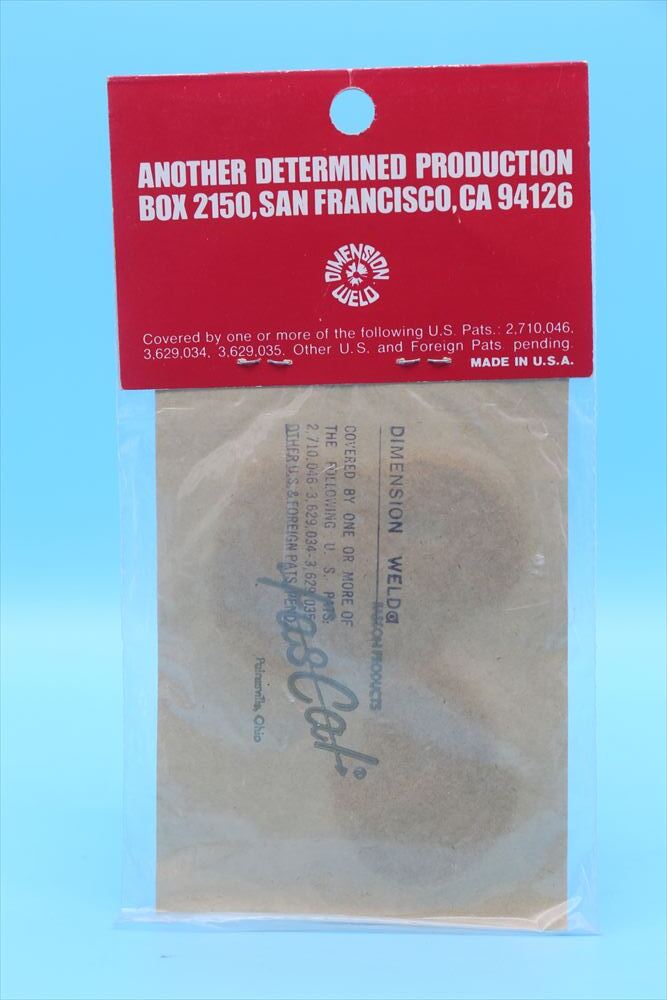 ANOTHER DETERMINED PRODUCTION
BOX 2150, SAN FRANCISCO, CA 94126
DIMENSION
WELD
Covered by one or more of the following U.S. Pats.: 2,710,046,
3,629,034, 3,629,035. Other U.S. and Foreign Pats. pending.
MADE IN U.S.A.
DIMENSION WELD
COVERED BY ONE OR MORE OF
THE FOLLOWING U. S. PATS:
2,710,046-3,629,034-3,629,035
OTHER U.S. & FOREIGN PATS. PEND.
PRODUCTS
Painesville, Ohio